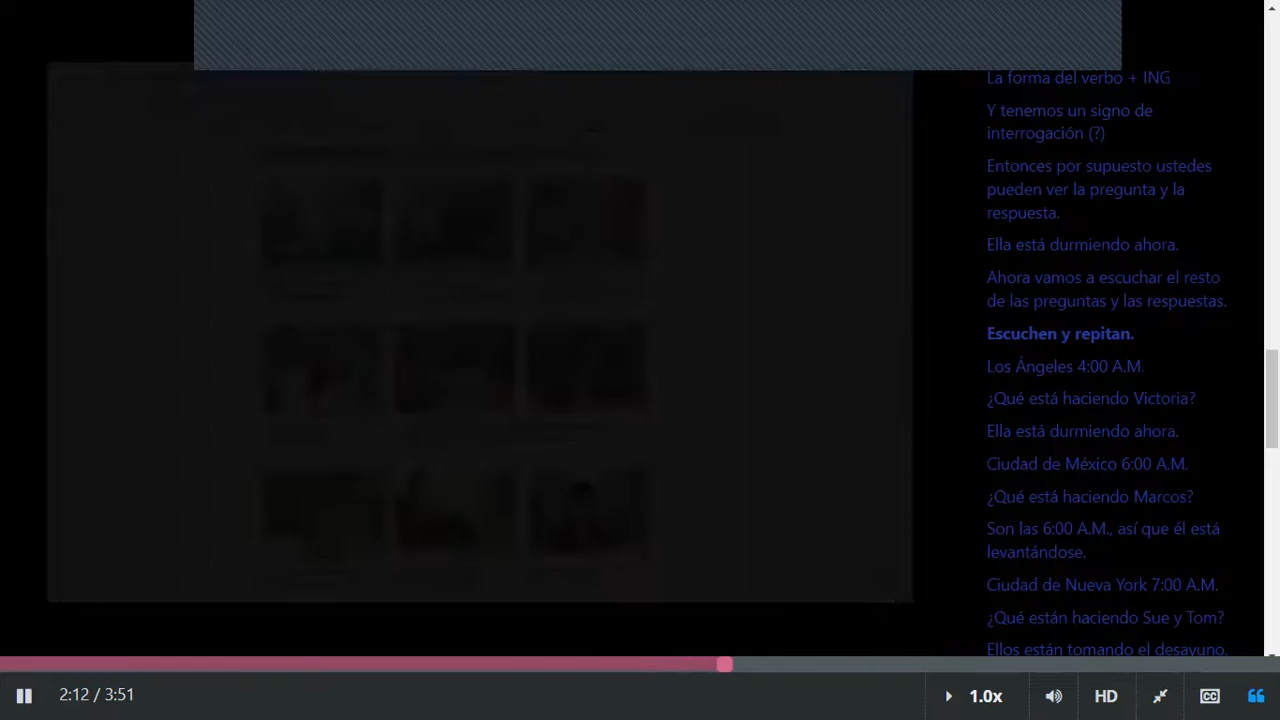 La forma del verbo + ING
Y tenemos un signo de
interrogación (?)
Entonces por supuesto ustedes
pueden ver la pregunta y la
respuesta.
Ella está durmiendo ahora.
Ahora vamos a escuchar el resto
de las preguntas y las respuestas.
Escuchen y repitan.
Los Ángeles 4:00 A.M.
¿Qué está haciendo Victoria?
Ella está durmiendo ahora.
Ciudad de México 6:00 A.M.
¿Qué está haciendo Marcos?
Son las 6:00 A.M., así que él está
levantándose.
Ciudad de Nueva York 7:00 A.M.
¿Qué están haciendo Sue y Tom?
Ellos están tomando el desayuno.
2:12 / 3:51
1.0x
HD
CC